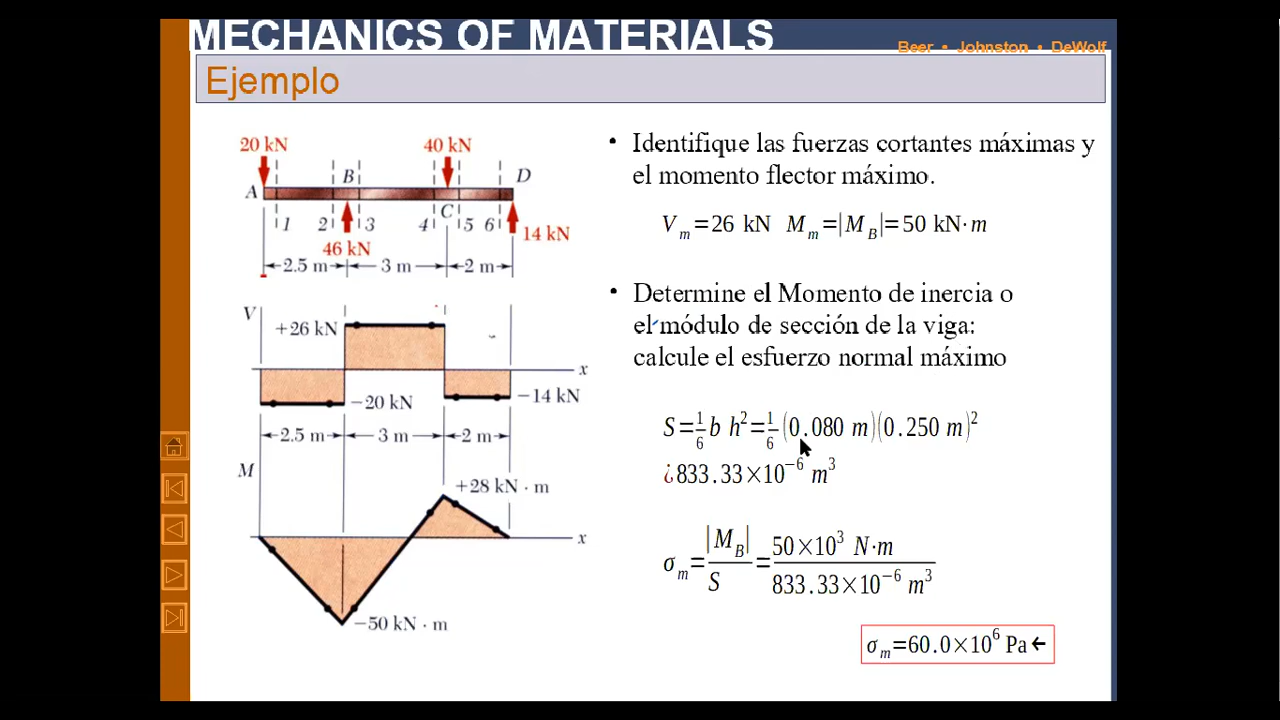 MECHANICS OF MATERIALS
Beer • Johnston • DeWolf
Ejemplo
20 kN
40 kN
A
B
D
1
2
3
4
C
5
6
46 kN
14 kN
2.5 m
3 m
2 m
V
+26 kN
x
−20 kN
−14 kN
2.5 m
3 m
2 m
M
+28 kN · m
x
−50 kN · m
• Identifique las fuerzas cortantes máximas y
el momento flector máximo.
V_m=26 kN M_m=|M_B|=50 kN·m
• Determine el Momento de inercia o
el módulo de sección de la viga:
calcule el esfuerzo normal máximo
S=1/6 b h²=1/6 (0.080 m)(0.250 m)²
¿833.33×10⁻⁶ m³
σ_m=|M_B|/S=50×10³ N·m/833.33×10⁻⁶ m³
σ_m=60.0×10⁶ Pa←